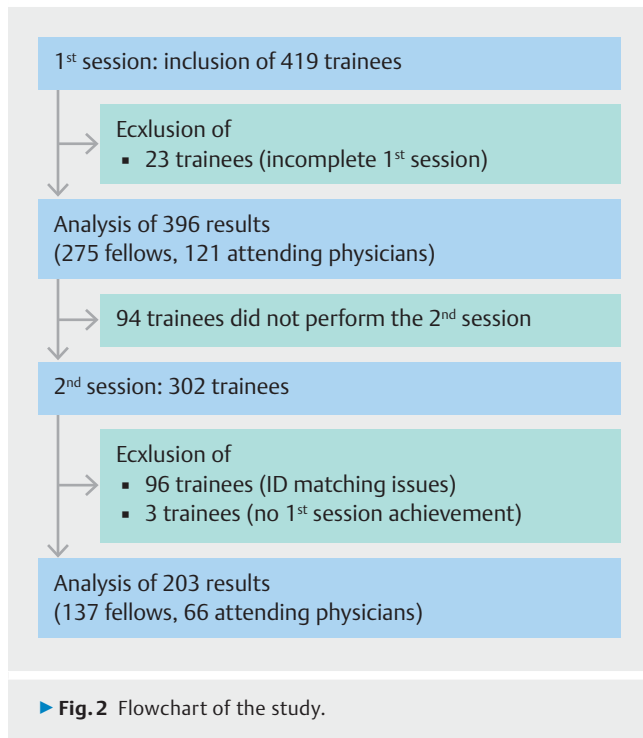 1st session: inclusion of 419 trainees
Ecxlusion of
▪ 23 trainees (incomplete 1st session)
Analysis of 396 results
(275 fellows, 121 attending physicians)
94 trainees did not perform the 2nd session
2nd session: 302 trainees
Ecxlusion of
▪ 96 trainees (ID matching issues)
▪ 3 trainees (no 1st session achievement)
Analysis of 203 results
(137 fellows, 66 attending physicians)
▶ Fig. 2 Flowchart of the study.